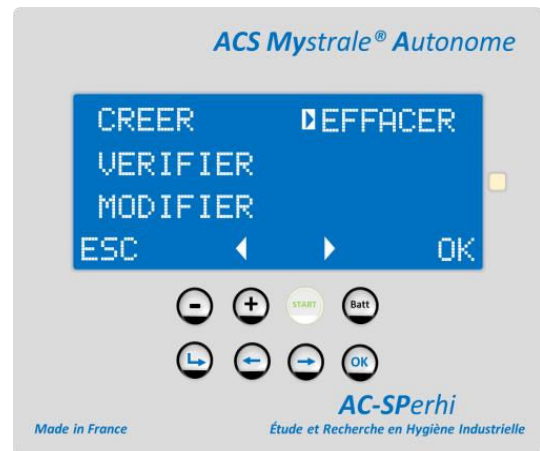 ACS Mystrale® Autonome
CREER EFFACER
VERIFIER
MODIFIER
ESC OK
- + START Batt
OK
AC-SPerhi
Made in France Étude et Recherche en Hygiène Industrielle